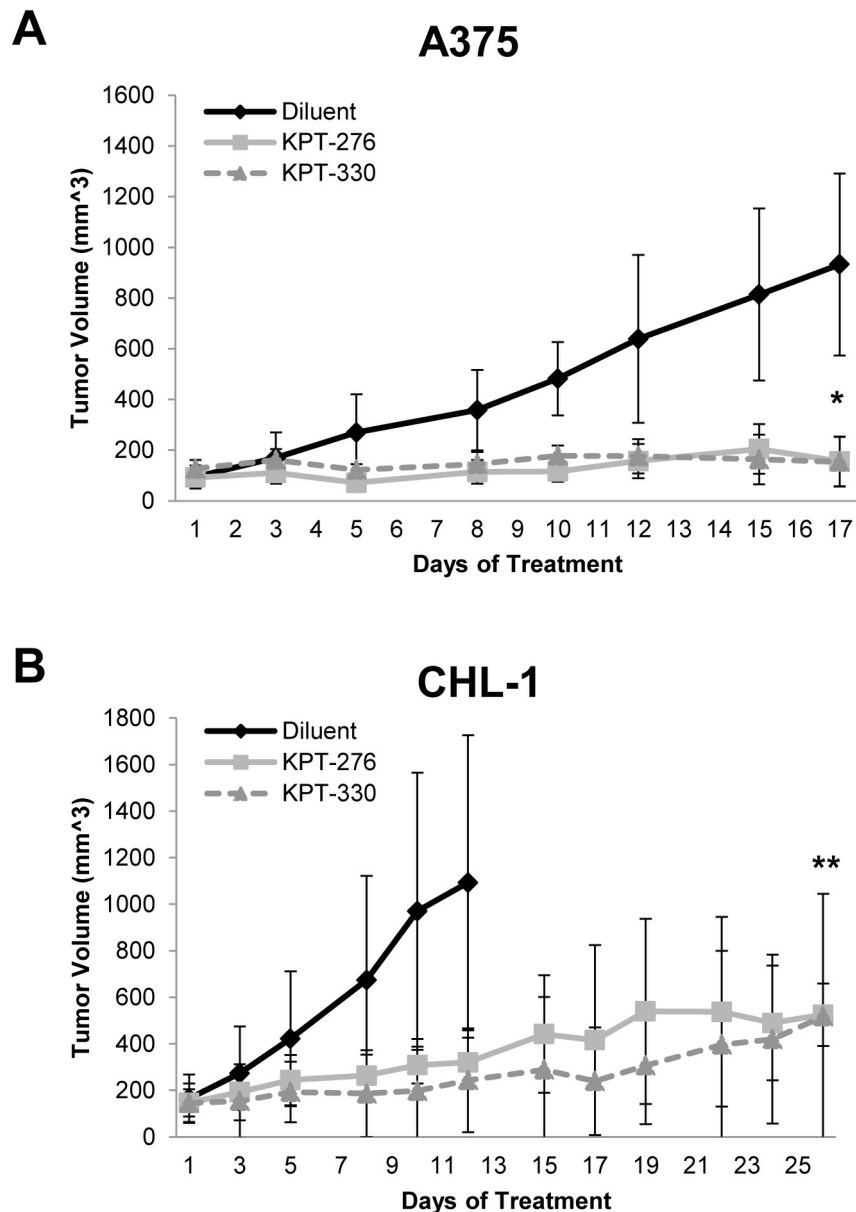 A
A375
Tumor Volume (mm^3)
1600
1400
1200
1000
800
600
400
200
0
Diluent
KPT-276
KPT-330
*
1 2 3 4 5 6 7 8 9 10 11 12 13 14 15 16 17
Days of Treatment
B
CHL-1
Tumor Volume (mm^3)
1800
1600
1400
1200
1000
800
600
400
200
0
Diluent
KPT-276
KPT-330
**
1 3 5 7 9 11 13 15 17 19 21 23 25
Days of Treatment